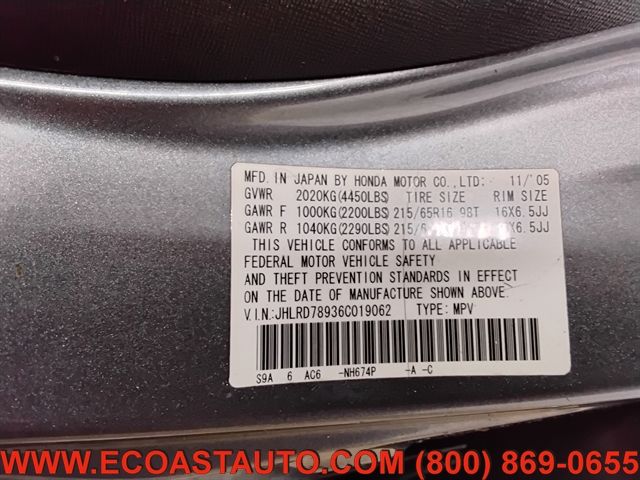 MFD. IN JAPAN BY HONDA MOTOR CO., LTD: 11/'05
GVWR 2020KG(4450LBS) TIRE SIZE RIM SIZE
GAWR F 1000KG(2200LBS) 215/65R16 98T 16X6.5JJ
GAWR R 1040KG(2290LBS) 215/ X6.5JJ
THIS VEHICLE CONFORMS TO ALL APPLICABLE
FEDERAL MOTOR VEHICLE SAFETY
AND THEFT PREVENTION STANDARDS IN EFFECT
ON THE DATE OF MANUFACTURE SHOWN ABOVE.
V.I.N:JHLRD78936C019062 TYPE: MPV
S9A 6 AC6 -NH674P -A -C
WWW.ECOASTAUTO.COM (800) 869-0655